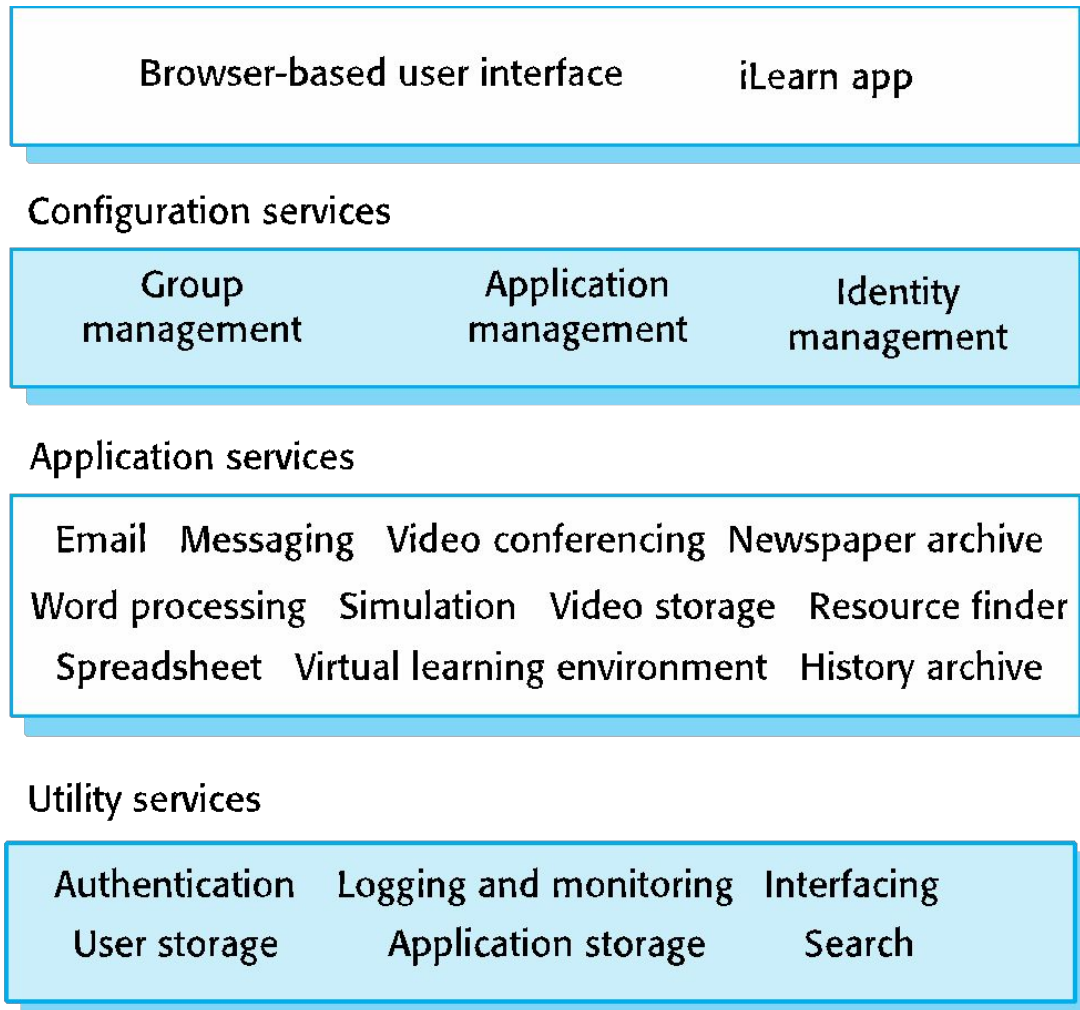 Browser-based user interface iLearn app
Configuration services
Group management Application management Identity management
Application services
Email Messaging Video conferencing Newspaper archive
Word processing Simulation Video storage Resource finder
Spreadsheet Virtual learning environment History archive
Utility services
Authentication Logging and monitoring Interfacing
User storage Application storage Search